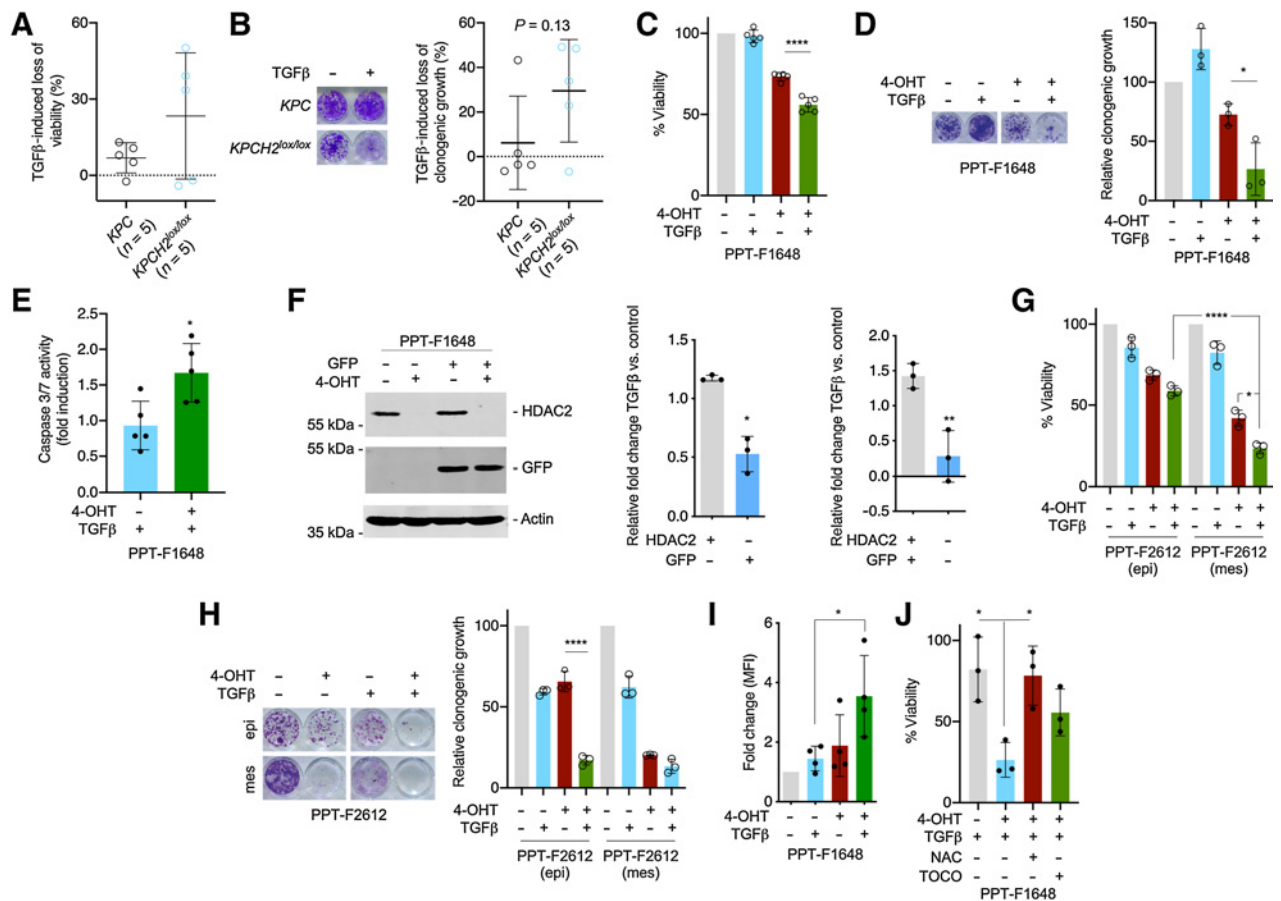 A
TGFβ-induced loss of
viability (%)
60
30
0
KPC
(n = 5)
KPCH2lox/lox
(n = 5)
B
TGFβ
– +
KPC
KPCH2lox/lox
P = 0.13
TGFβ-induced loss of
clonogenic growth (%)
60
40
20
0
−20
KPC
(n = 5)
KPCH2lox/lox
(n = 5)
C
% Viability
100
50
0
****
4-OHT – – + +
TGFβ – + – +
PPT-F1648
D
4-OHT – – + +
TGFβ – + – +
PPT-F1648
Relative clonogenic growth
150
100
50
0
*
4-OHT – – + +
TGFβ – + – +
PPT-F1648
E
Caspase 3/7 activity
(fold induction)
2.5
2.0
1.5
1.0
0.5
0.0
*
4-OHT – +
TGFβ + +
PPT-F1648
F
PPT-F1648
GFP – – + +
4-OHT – + – +
- HDAC2
55 kDa -
55 kDa -
- GFP
- Actin
35 kDa -
Relative fold change TGFβ vs. control
1.5
1.0
0.5
0.0
*
HDAC2 + –
GFP – +
Relative fold change TGFβ vs. control
2.0
1.5
1.0
0.5
0.0
-0.5
**
HDAC2 + –
GFP + –
G
% Viability
100
50
0
****
*
4-OHT – – + + – – + +
TGFβ – + – + – + – +
PPT-F2612
(epi)
PPT-F2612
(mes)
H
4-OHT – + – +
TGFβ – – + +
epi
mes
PPT-F2612
Relative clonogenic growth
100
50
0
****
4-OHT – – + + – – + +
TGFβ – + – + – + – +
PPT-F2612
(epi)
PPT-F2612
(mes)
I
Fold change (MFI)
6
4
2
0
*
4-OHT – – + +
TGFβ – + – +
PPT-F1648
J
% Viability
100
50
0
* *
4-OHT – + + +
TGFβ + + + +
NAC – – + –
TOCO – – – +
PPT-F1648